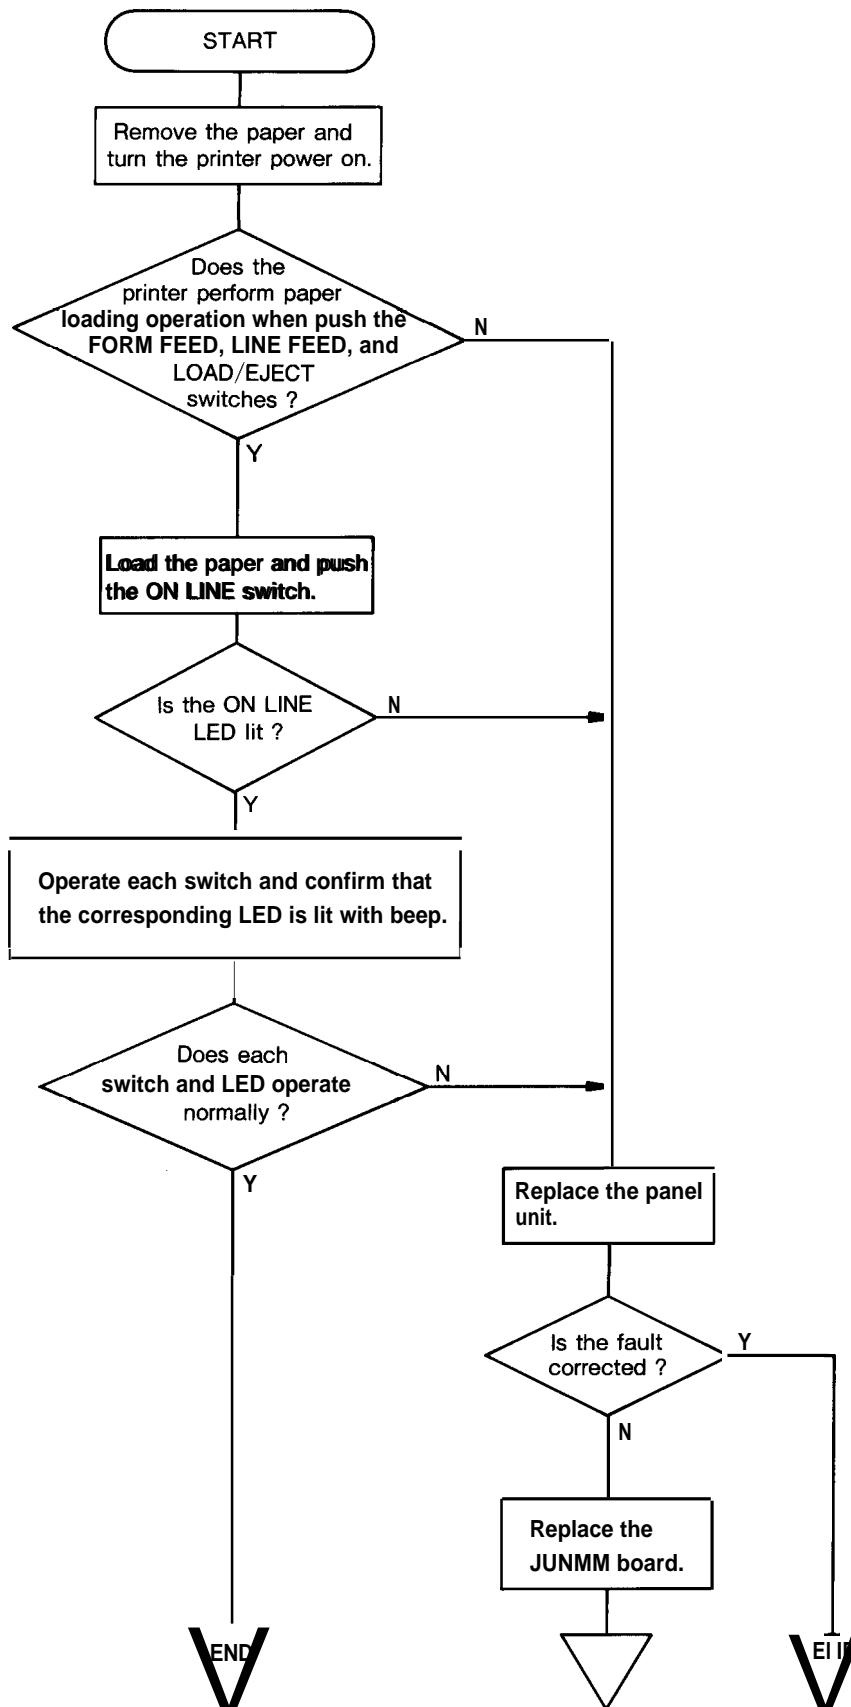 START
Remove the paper and
turn the printer power on.
Does the
printer perform paper
loading operation when push the
FORM FEED, LINE FEED, and
LOAD/EJECT
switches ?
N
Y
Load the paper and push
the ON LINE switch.
Is the ON LINE
LED lit ?
N
Y
Operate each switch and confirm that
the corresponding LED is lit with beep.
Does each
switch and LED operate
normally ?
N
Y
Replace the panel
unit.
Is the fault
corrected ?
Y
N
Replace the
JUNMM board.
END